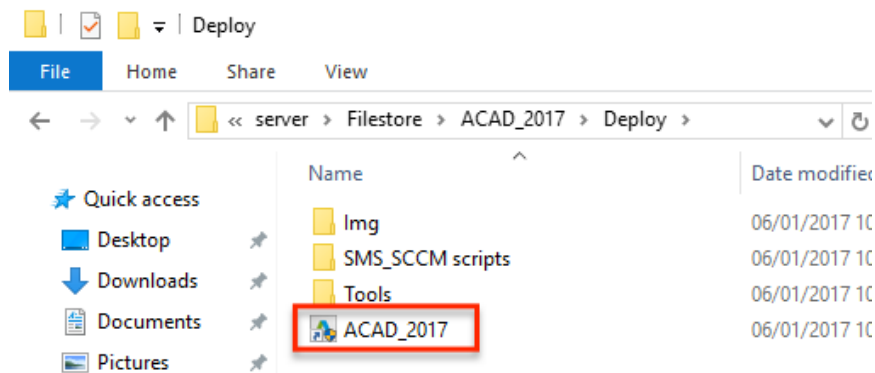 Deploy
File Home Share View
« server > Filestore > ACAD_2017 > Deploy >
Name Date modified
Quick access
Img 06/01/2017 10
Desktop
SMS_SCCM scripts 06/01/2017 10
Downloads
Tools 06/01/2017 10
Documents
ACAD_2017 06/01/2017 10
Pictures